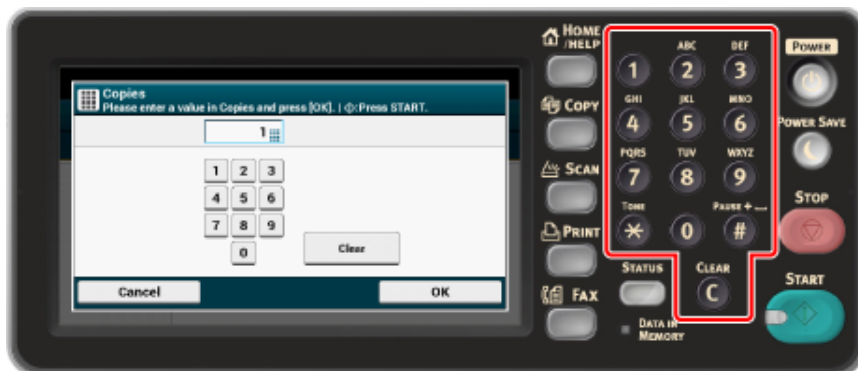 Copies
Please enter a value in Copies and press [OK]. | :Press START.
1
1 2 3
4 5 6
7 8 9
0 Clear
Cancel OK
HOME
/HELP
COPY
SCAN
PRINT
FAX
ABC DEF
1 2 3
GHI JKL MNO
4 5 6
PQRS TUV WXYZ
7 8 9
TONE PAUSE + –
* 0 #
STATUS CLEAR
C
DATA IN
MEMORY
POWER
POWER SAVE
STOP
START